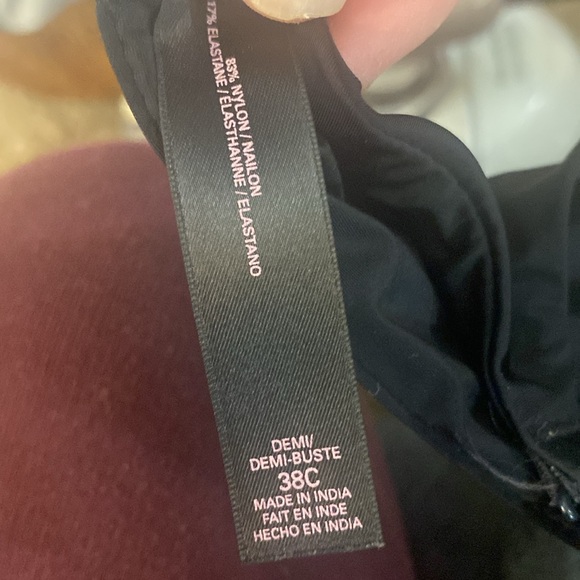 83% NYLON / NAILON
17% ELASTANE / ÉLASTHANNE / ELASTANO
DEMI/
DEMI-BUSTE
38C
MADE IN INDIA
FAIT EN INDE
HECHO EN INDIA